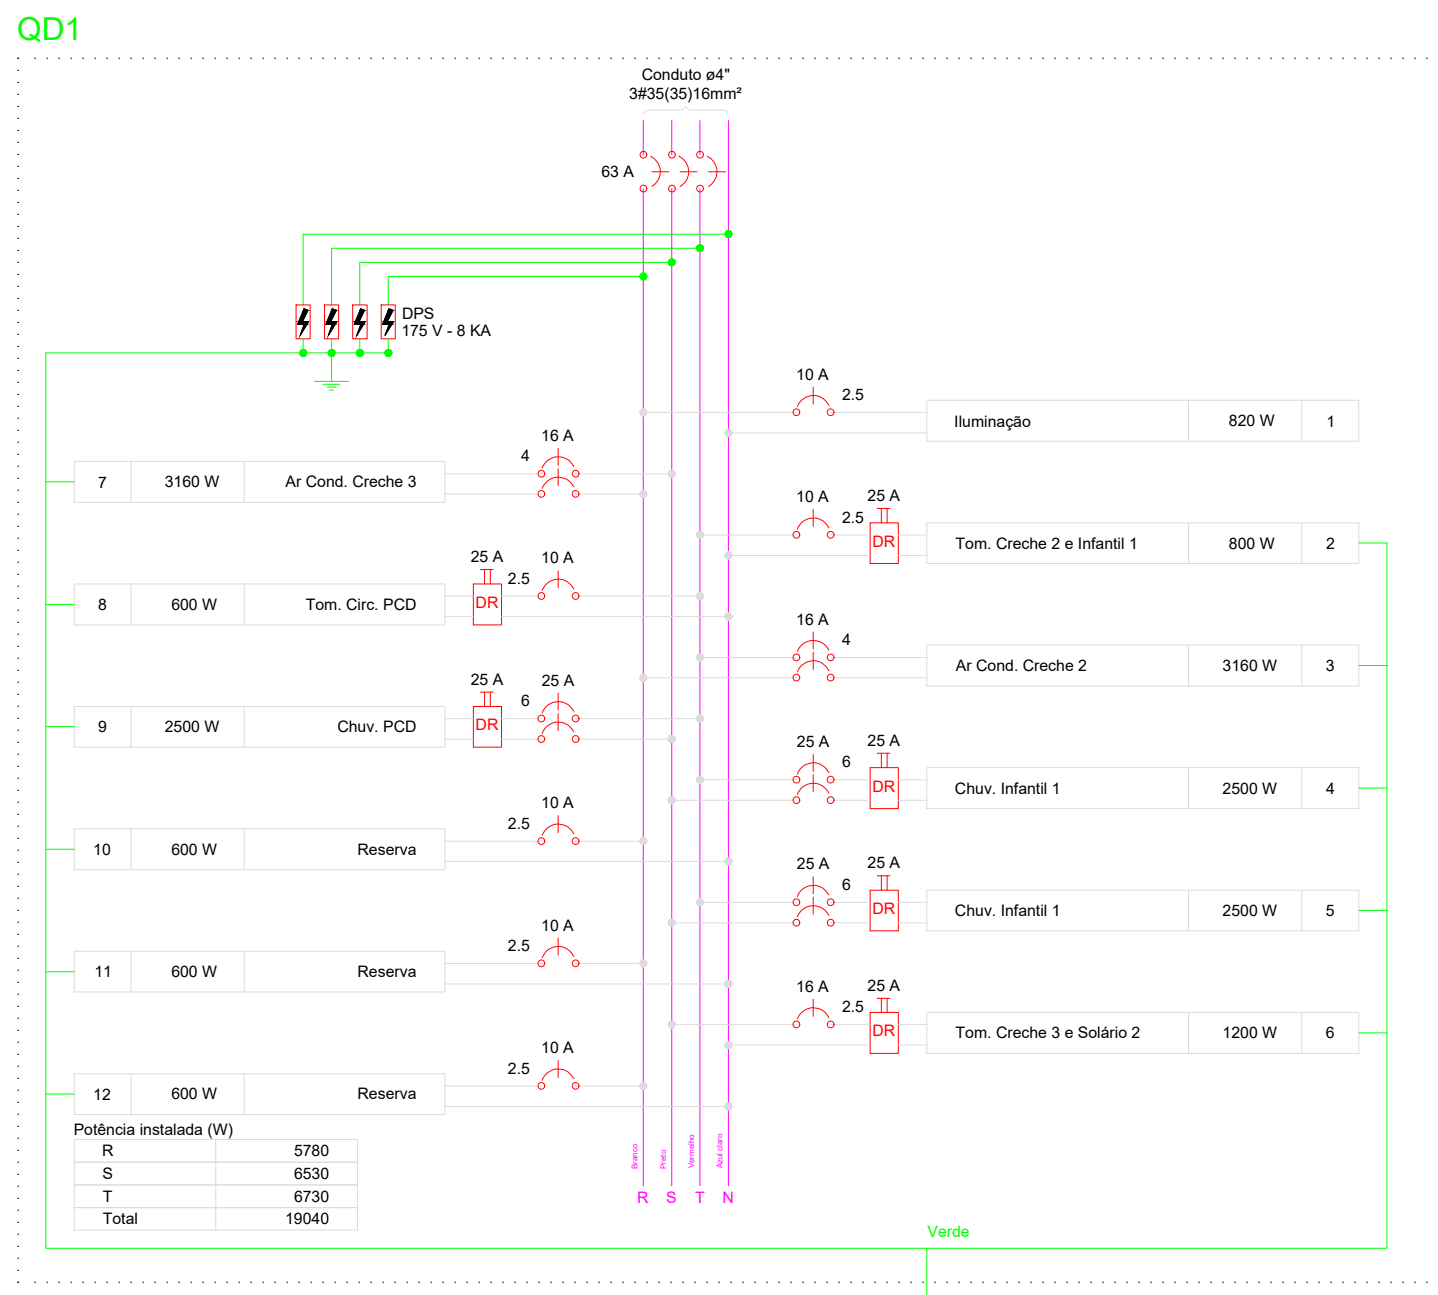 QD1
Conduto ø4"
3#35(35)16mm²
63 A
DPS
175 V - 8 KA
10 A
2.5
Iluminação 820 W 1
16 A
4
7 3160 W Ar Cond. Creche 3
10 A
2.5
25 A
DR
Tom. Creche 2 e Infantil 1 800 W 2
25 A
DR
2.5
10 A
8 600 W Tom. Circ. PCD
16 A
4
Ar Cond. Creche 2 3160 W 3
25 A
DR
6
25 A
9 2500 W Chuv. PCD
25 A
6
25 A
DR
Chuv. Infantil 1 2500 W 4
10 A
2.5
10 600 W Reserva
25 A
6
25 A
DR
Chuv. Infantil 1 2500 W 5
10 A
2.5
11 600 W Reserva
16 A
2.5
25 A
DR
Tom. Creche 3 e Solário 2 1200 W 6
10 A
2.5
12 600 W Reserva
Potência instalada (W)
R 5780
S 6530
T 6730
Total 19040
Branco
Preto
Vermelho
Azul claro
R S T N
Verde